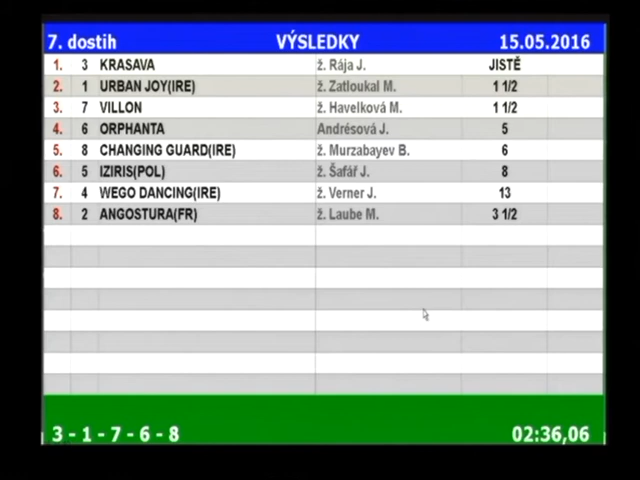 7. dostih VÝSLEDKY 15.05.2016
1. 3 KRASAVA ž. Rája J. JISTĚ
2. 1 URBAN JOY(IRE) ž. Zatloukal M. 1 1/2
3. 7 VILLON ž. Havelková M. 1 1/2
4. 6 ORPHANTA Andrésová J. 5
5. 8 CHANGING GUARD(IRE) ž. Murzabayev B. 6
6. 5 IZIRIS(POL) ž. Šafář J. 8
7. 4 WEGO DANCING(IRE) ž. Verner J. 13
8. 2 ANGOSTURA(FR) ž. Laube M. 3 1/2
3 - 1 - 7 - 6 - 8 02:36,06